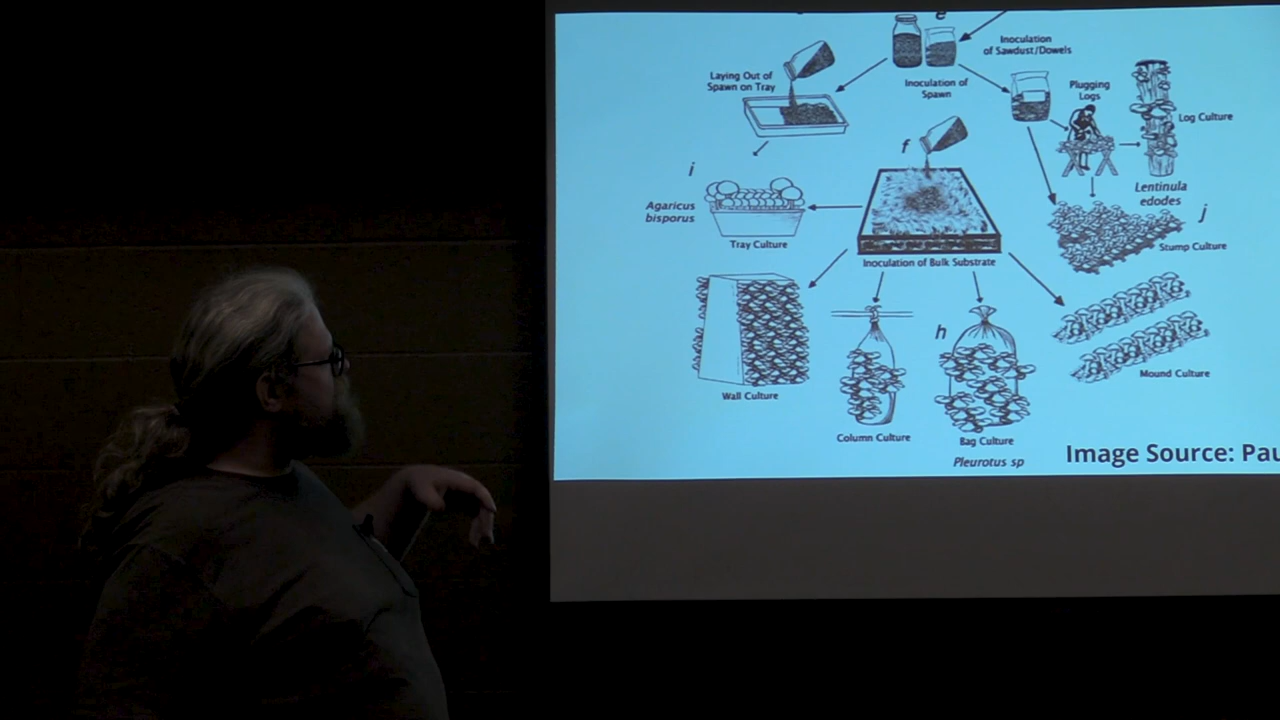 e
Inoculation
of Sawdust/Dowels
Laying Out of
Spawn on Tray
Inoculation of
Spawn
Plugging
Logs
Log Culture
f
i
Lentinula
edodes
Agaricus
bisporus
j
Tray Culture
Stump Culture
Inoculation of Bulk Substrate
h
Mound Culture
Wall Culture
Column Culture
Bag Culture
Pleurotus sp
Image Source: Pau